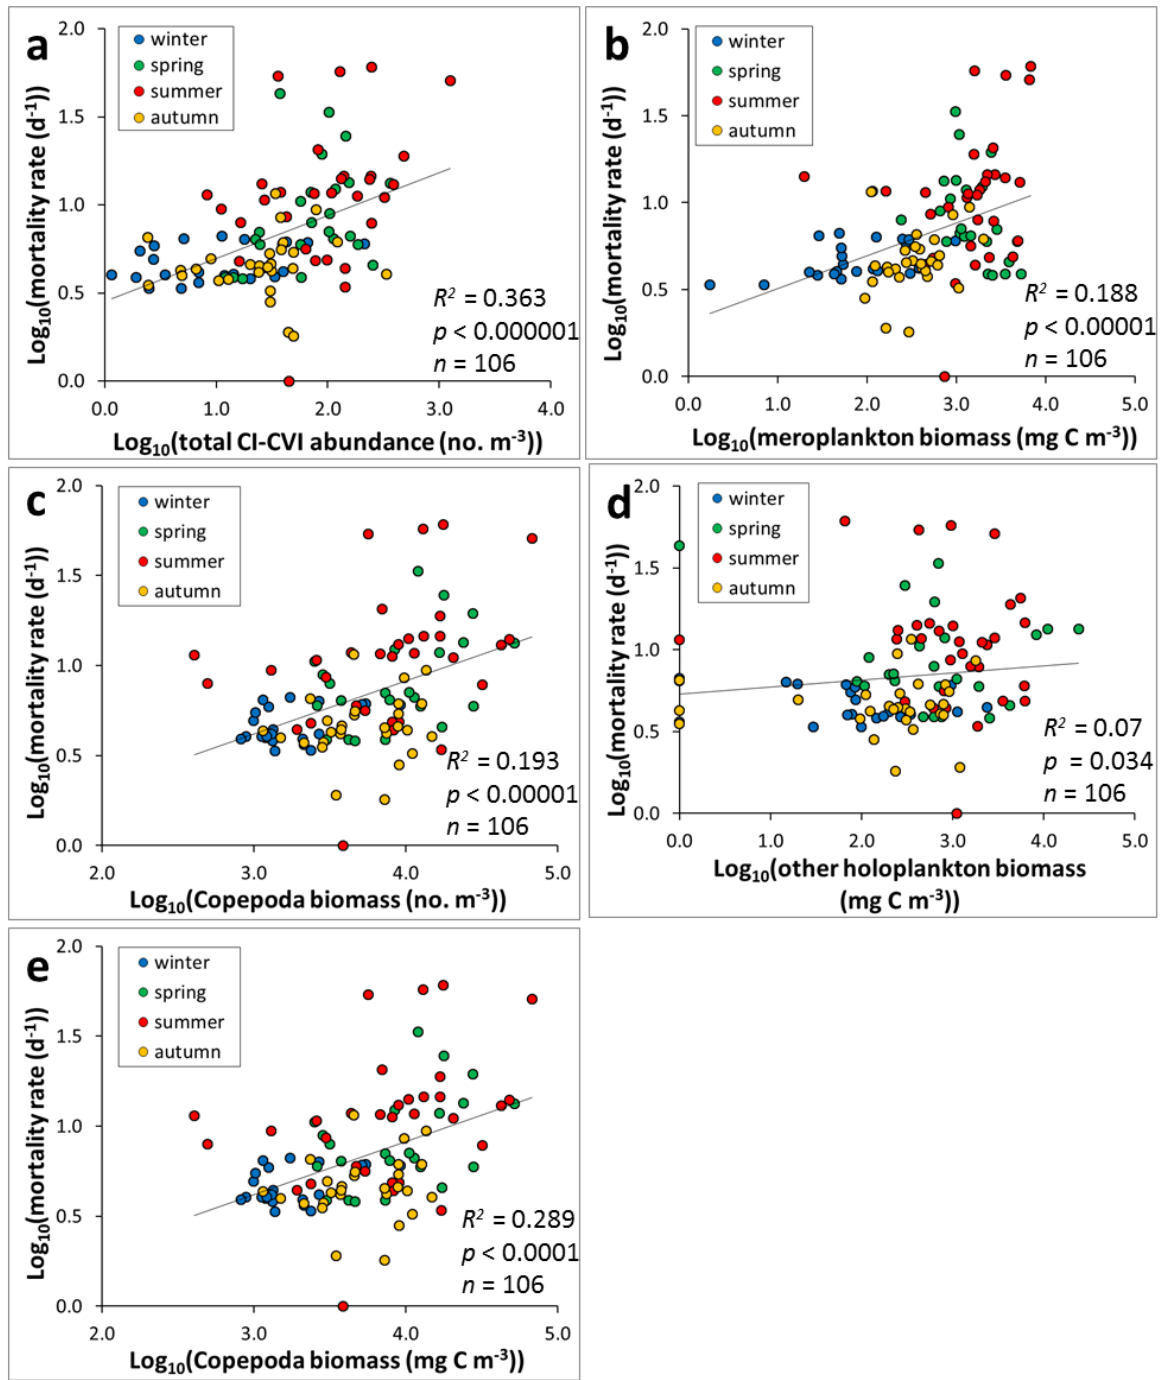 a
winter
spring
summer
autumn
Log10(mortality rate (d-1))
2.0
1.5
1.0
0.5
0.0
R2 = 0.363
p < 0.000001
n = 106
0.0 1.0 2.0 3.0 4.0
Log10(total CI-CVI abundance (no. m-3))
b
winter
spring
summer
autumn
Log10(mortality rate (d-1))
2.0
1.5
1.0
0.5
0.0
R2 = 0.188
p < 0.00001
n = 106
0.0 1.0 2.0 3.0 4.0 5.0
Log10(meroplankton biomass (mg C m-3))
c
winter
spring
summer
autumn
Log10(mortality rate (d-1))
2.0
1.5
1.0
0.5
0.0
R2 = 0.193
p < 0.00001
n = 106
2.0 3.0 4.0 5.0
Log10(Copepoda biomass (no. m-3))
d
winter
spring
summer
autumn
Log10(mortality rate (d-1))
2.0
1.5
1.0
0.5
0.0
R2 = 0.07
p = 0.034
n = 106
0.0 1.0 2.0 3.0 4.0 5.0
Log10(other holoplankton biomass
(mg C m-3))
e
winter
spring
summer
autumn
Log10(mortality rate (d-1))
2.0
1.5
1.0
0.5
0.0
R2 = 0.289
p < 0.0001
n = 106
2.0 3.0 4.0 5.0
Log10(Copepoda biomass (mg C m-3))